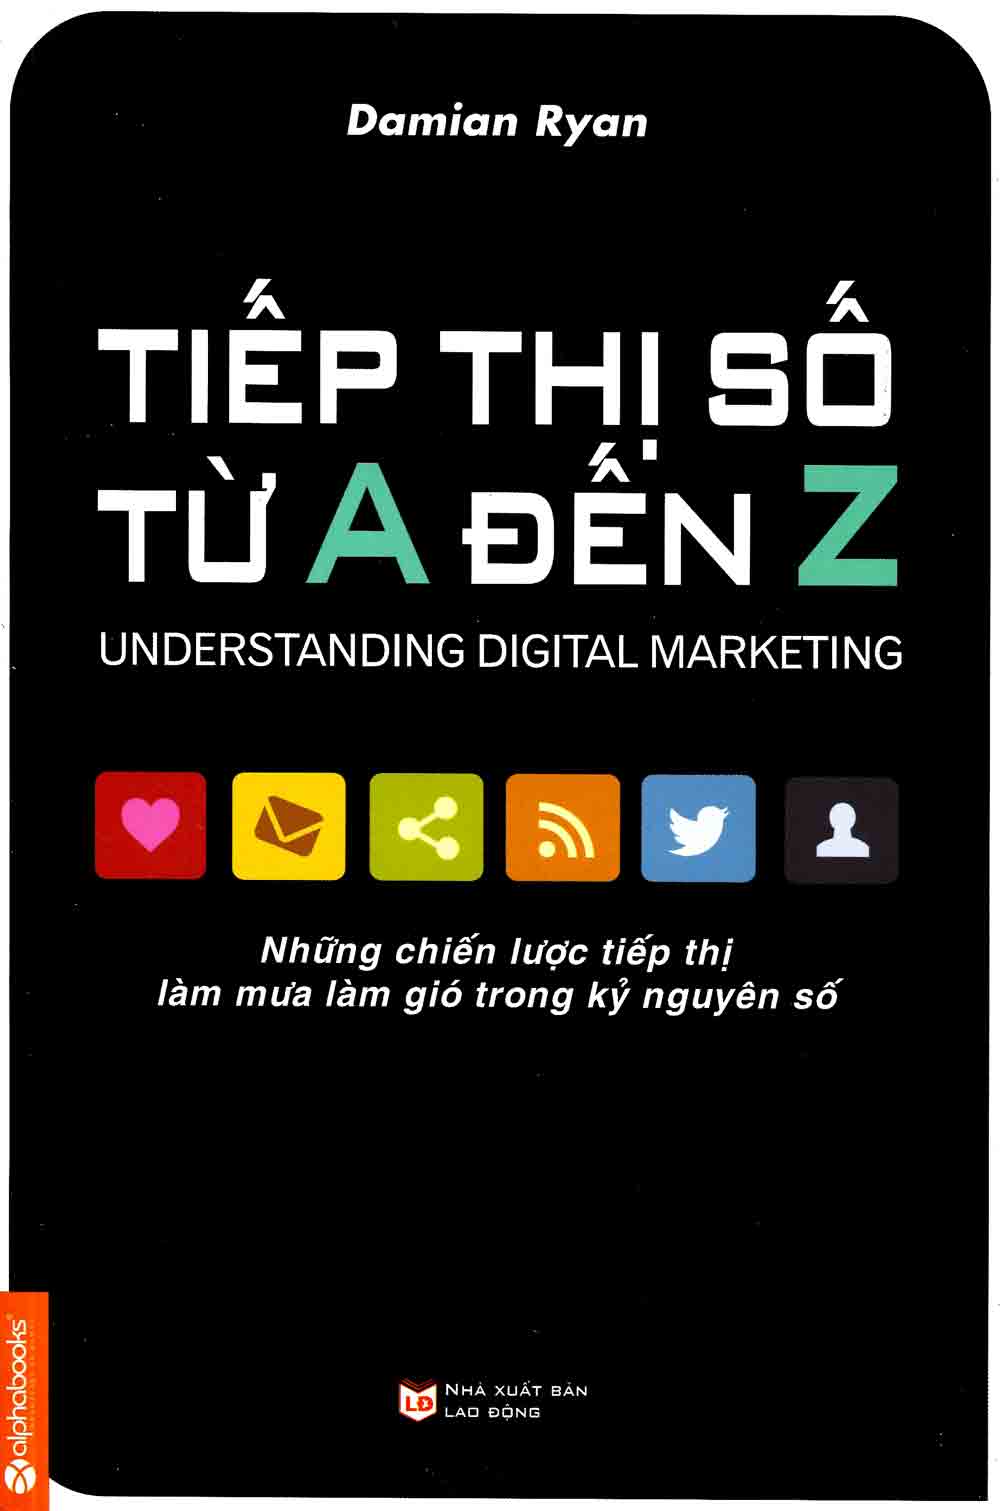 Damian Ryan
TIẾP THỊ SỐ
TỪ A ĐẾN Z
UNDERSTANDING DIGITAL MARKETING
Những chiến lược tiếp thị
làm mưa làm gió trong kỷ nguyên số
alphabooks®
LĐ
NHÀ XUẤT BẢN
LAO ĐỘNG